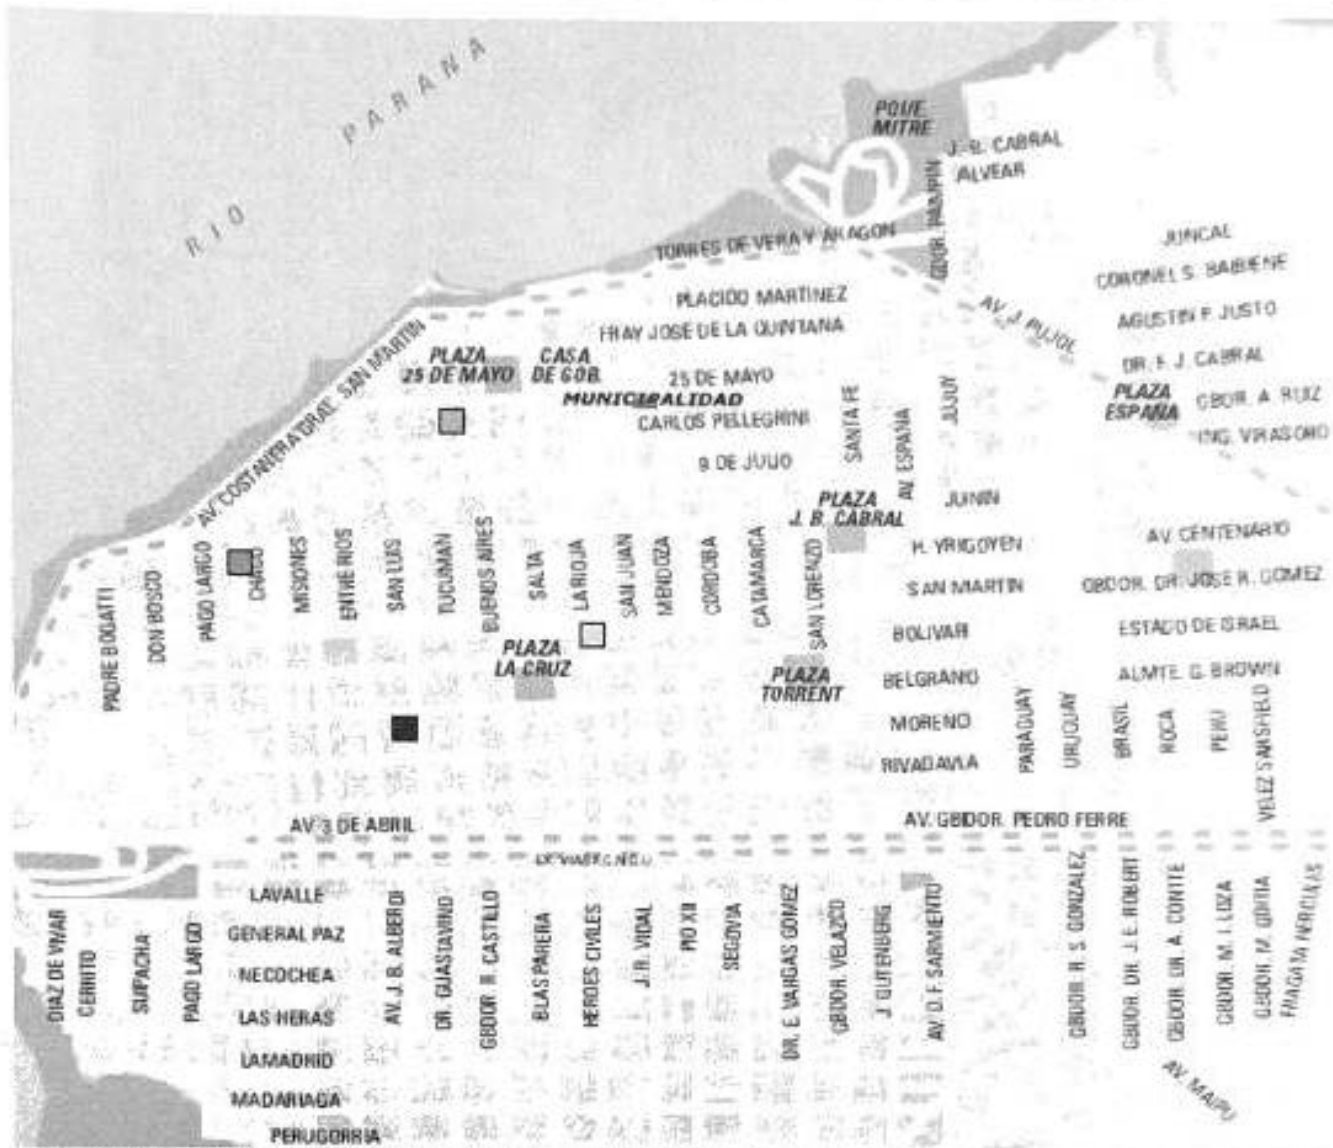 RIO PARANA
PQUE.
MITRE
J. B. CABRAL
ALVEAR
TORRES DE VERA Y ARAGON
JUNCAL
CORONEL S. BAIBIENE
PLACIDO MARTINEZ
AV. J. PUJOL
AGUSTIN P. JUSTO
FRAY JOSE DE LA QUINTANA
DR. F. J. CABRAL
AV. COSTANERA GRAL. SAN MARTIN
PLAZA
25 DE MAYO
CASA
DE GOB.
25 DE MAYO
MUNICIPALIDAD
CARLOS PELLEGRINI
SANTA FE
AV. ESPAÑA
JUJUY
PLAZA
ESPAÑA
GBDOR. A. RUIZ
ING. VIRASORO
9 DE JULIO
PLAZA
J. B. CABRAL
JUNIN
H. YRIGOYEN
AV. CENTENARIO
SAN MARTIN
GBDOR. DR. JOSE R. GOMEZ
PADRE BOGATTI
DON BOSCO
PAGO LARGO
CHACO
MISIONES
ENTRE RIOS
SAN LUIS
TUCUMAN
BUENOS AIRES
SALTA
LA RIOJA
SAN JUAN
MENDOZA
CORDOBA
CATAMARCA
SAN LORENZO
BOLIVAR
ESTADO DE ISRAEL
PLAZA
LA CRUZ
PLAZA
TORRENT
BELGRANO
ALMTE. G. BROWN
MORENO
RIVADAVIA
PARAGUAY
URUGUAY
BRASIL
ROCA
PERU
VELEZ SARSFIELD
AV. 3 DE ABRIL
AV. GBDOR. PEDRO FERRE
LAVALLE
GENERAL PAZ
NECOCHEA
LAS HERAS
LAMADRID
MADARIAGA
PERUGORRIA
DIAZ DE VIVAR
CERRITO
SUIPACHA
PAGO LARGO
AV. J. B. ALBERDI
DR. GUASTAVINO
GBDOR R. CASTILLO
BLAS PARERA
HEROES CIVILES
J. R. VIDAL
PIO XII
SEGOVIA
DR. E. VARGAS GOMEZ
GBDOR. VELAZCO
J. GUTENBERG
AV. D. F. SARMIENTO
GBDOR. R. S. GONZALEZ
GBDOR. DR. J. E. ROBERT
GBDOR. DR. A. CONTE
GBDOR. M. I. LOZA
GBDOR. M.
FRAGATA
AV. MAIPU